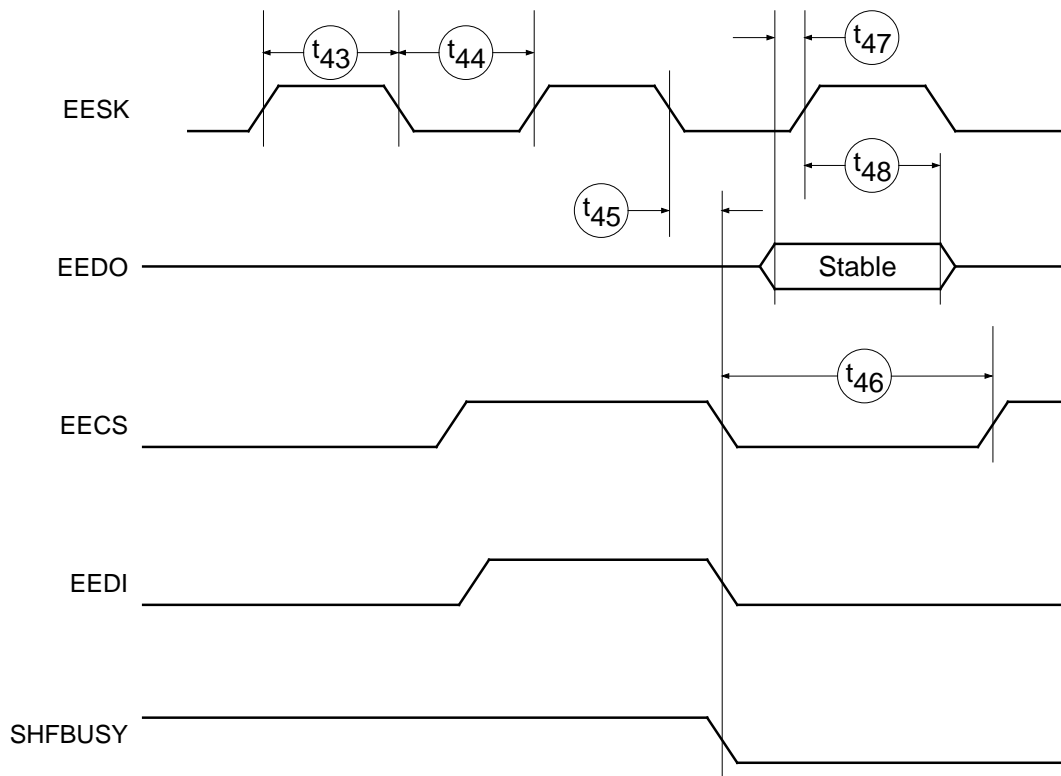 t43
t44
t47
EESK
t48
t45
EEDO
Stable
t46
EECS
EEDI
SHFBUSY